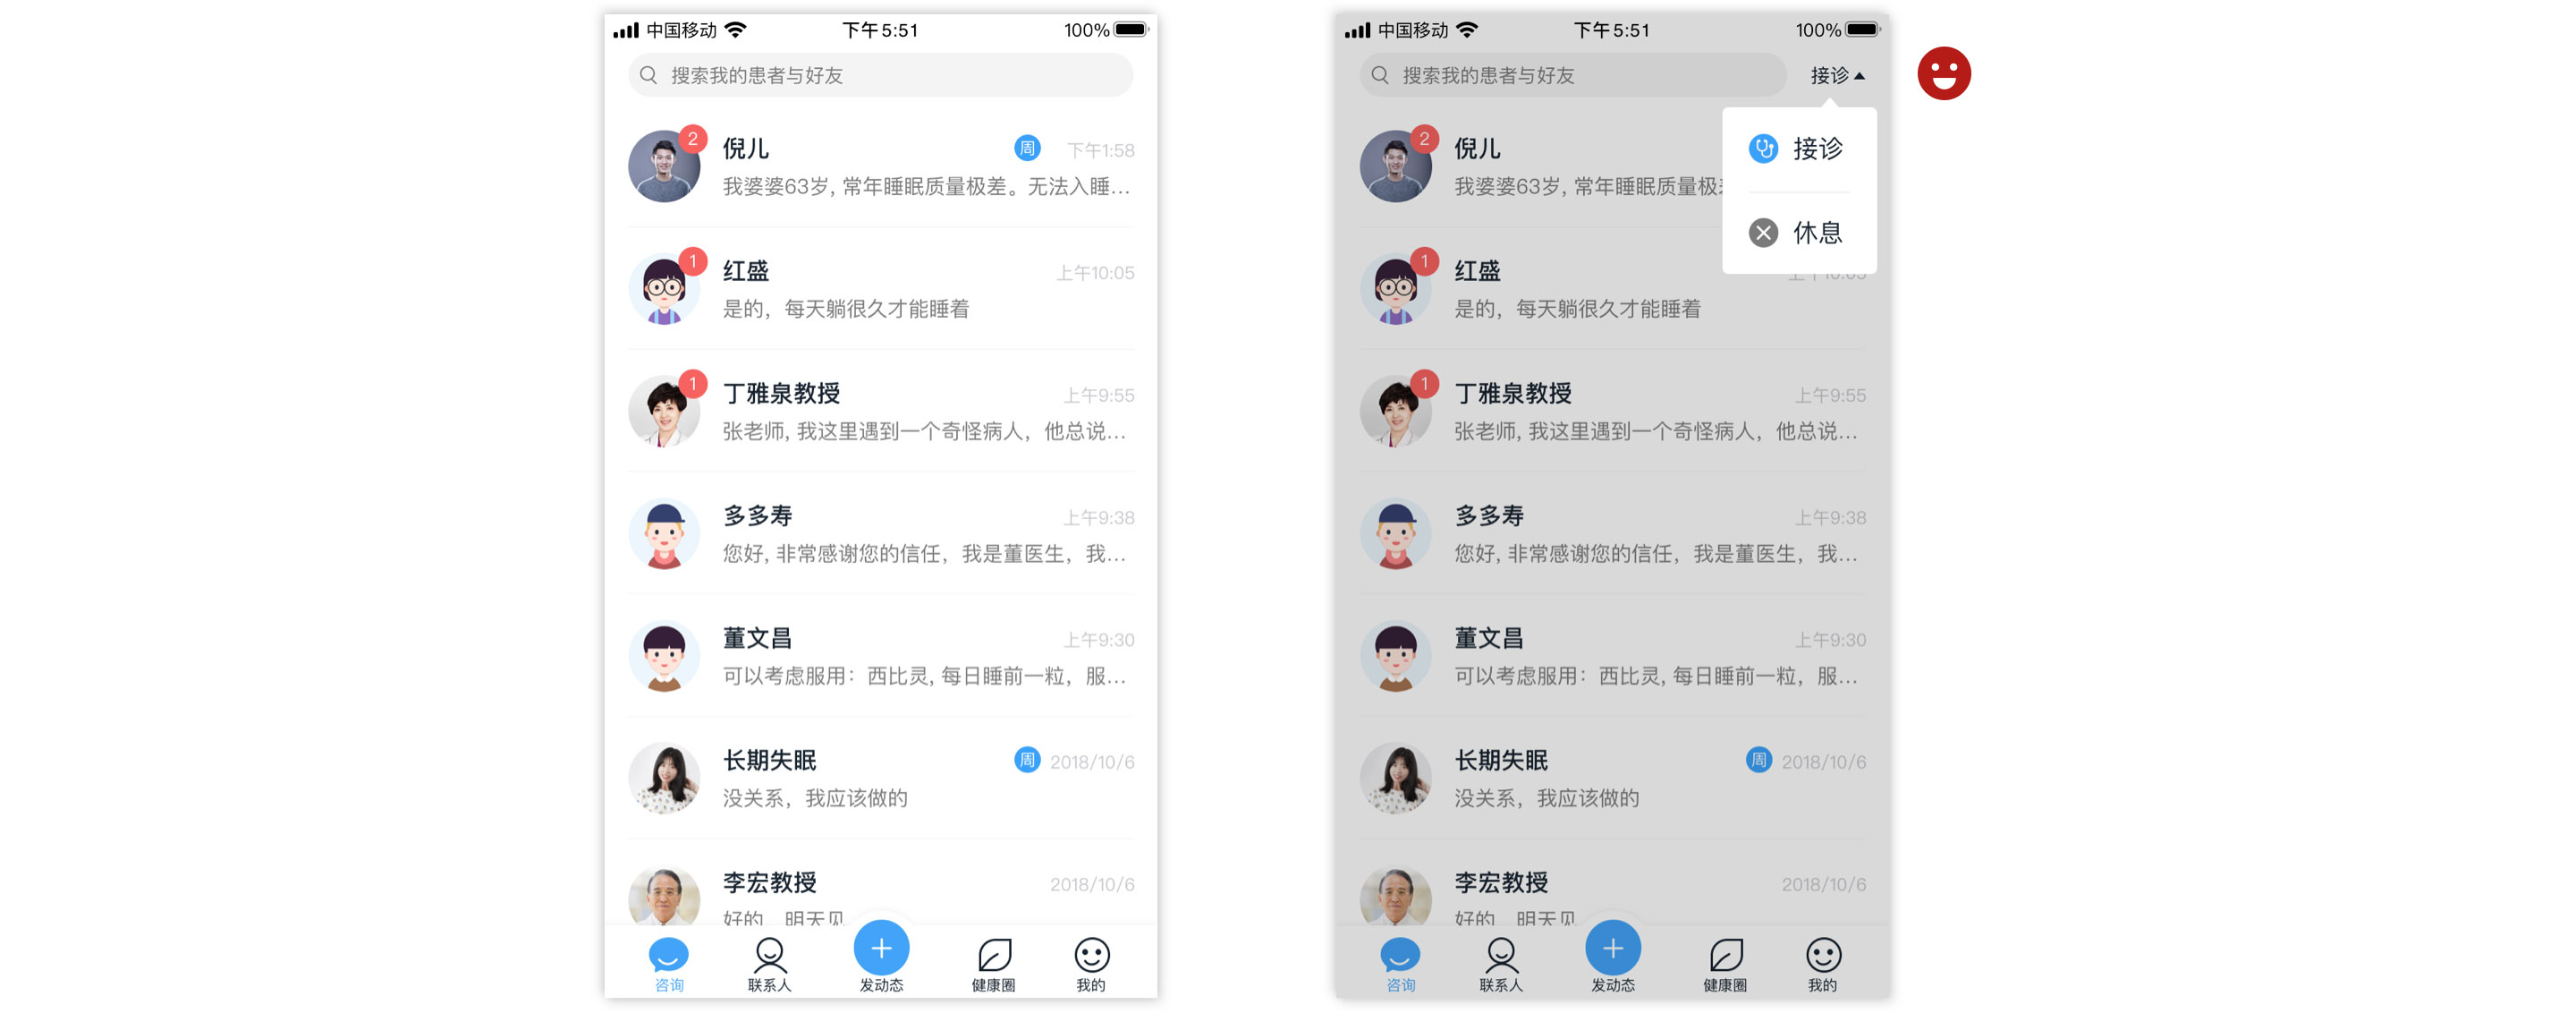 中国移动 下午5:51 100%
搜索我的患者与好友
2
倪儿 周 下午1:58
我婆婆63岁, 常年睡眠质量极差。无法入睡...
1
红盛 上午10:05
是的，每天躺很久才能睡着
1
丁雅泉教授 上午9:55
张老师, 我这里遇到一个奇怪病人，他总说...
多多寿 上午9:38
您好, 非常感谢您的信任，我是董医生，我...
董文昌 上午9:30
可以考虑服用：西比灵, 每日睡前一粒，服...
长期失眠 周 2018/10/6
没关系，我应该做的
李宏教授 2018/10/6
好的 明天见
咨询 联系人 发动态 健康圈 我的
中国移动 下午5:51 100%
搜索我的患者与好友 接诊
接诊
休息
2
倪儿
我婆婆63岁, 常年睡眠质量极
1
红盛 上午10:05
是的，每天躺很久才能睡着
1
丁雅泉教授 上午9:55
张老师, 我这里遇到一个奇怪病人，他总说...
多多寿 上午9:38
您好, 非常感谢您的信任，我是董医生，我...
董文昌 上午9:30
可以考虑服用：西比灵, 每日睡前一粒，服...
长期失眠 周 2018/10/6
没关系，我应该做的
李宏教授 2018/10/6
好的 明天见
咨询 联系人 发动态 健康圈 我的